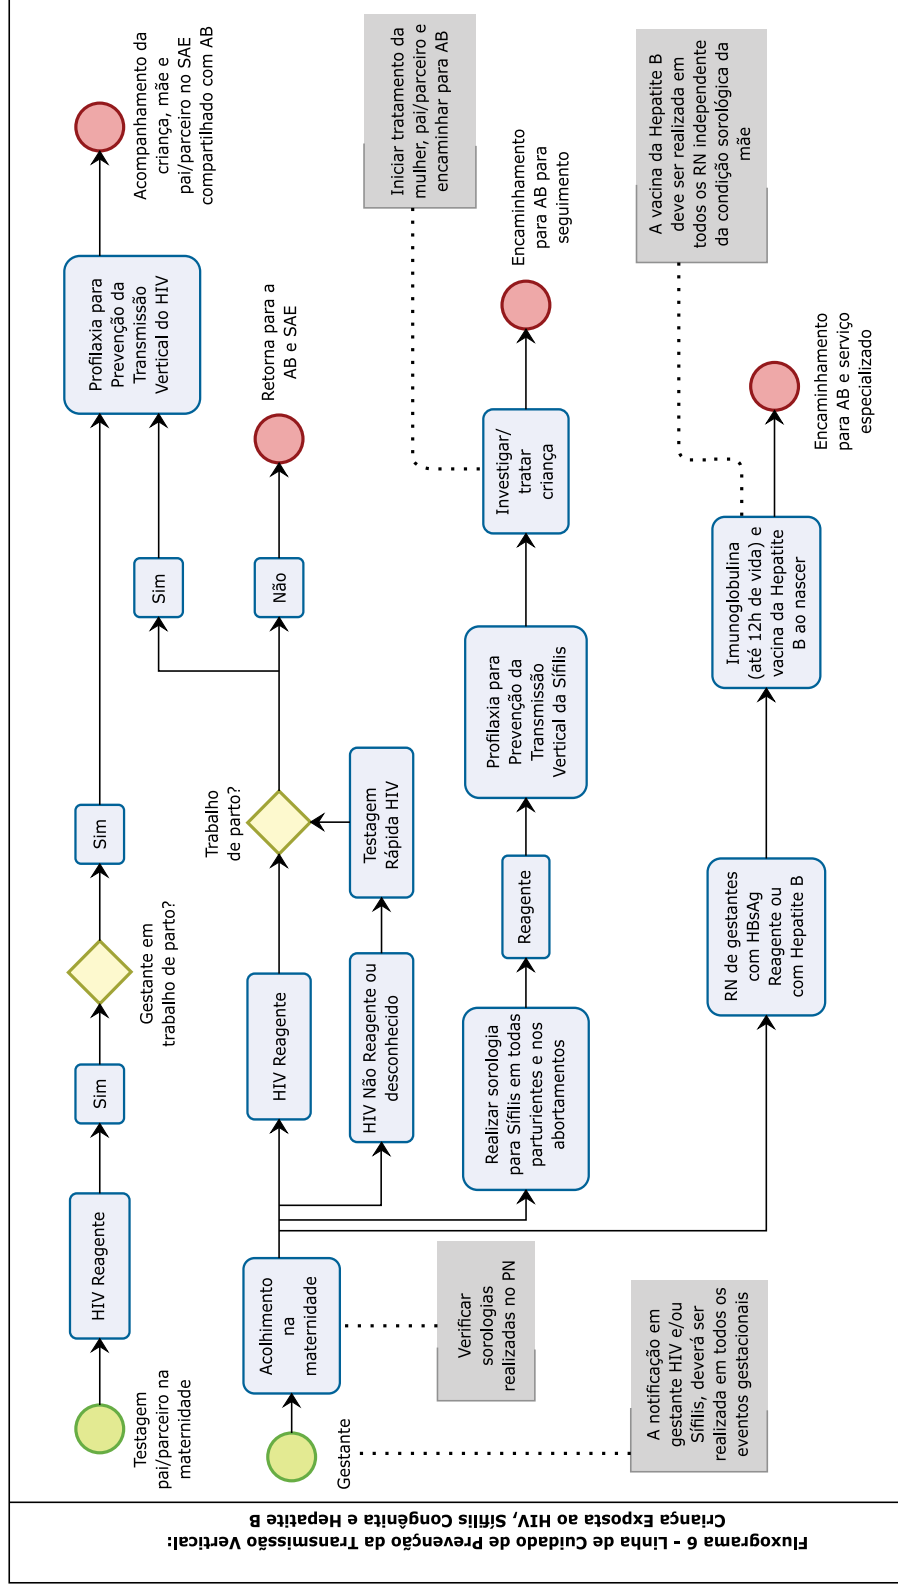 Fluxograma 6 - Linha de Cuidado de Prevenção da Transmissão Vertical:
Criança Exposta ao HIV, Sífilis Congênita e Hepatite B
Testagem
pai/parceiro na
maternidade
HIV Reagente
Sim
Gestante em
trabalho de parto?
Sim
Profilaxia para
Prevenção da
Transmissão
Vertical do HIV
Acompanhamento da
criança, mãe e
pai/parceiro no SAE
compartilhado com AB
Gestante
Acolhimento
na
maternidade
HIV Reagente
Trabalho
de parto?
Sim
Não
Retorna para a
AB e SAE
HIV Não Reagente ou
desconhecido
Testagem
Rápida HIV
Verificar
sorologias
realizadas no PN
Realizar sorologia
para Sífilis em todas
parturientes e nos
abortamentos
Reagente
Profilaxia para
Prevenção da
Transmissão
Vertical da Sífilis
Investigar/
tratar
criança
Encaminhamento
para AB para
seguimento
Iniciar tratamento da
mulher, pai/parceiro e
encaminhar para AB
A notificação em
gestante HIV e/ou
Sífilis, deverá ser
realizada em todos os
eventos gestacionais
RN de gestantes
com HBsAg
Reagente ou
com Hepatite B
Imunoglobulina
(até 12h de vida) e
vacina da Hepatite
B ao nascer
Encaminhamento
para AB e serviço
especializado
A vacina da Hepatite B
deve ser realizada em
todos os RN independente
da condição sorológica da
mãe